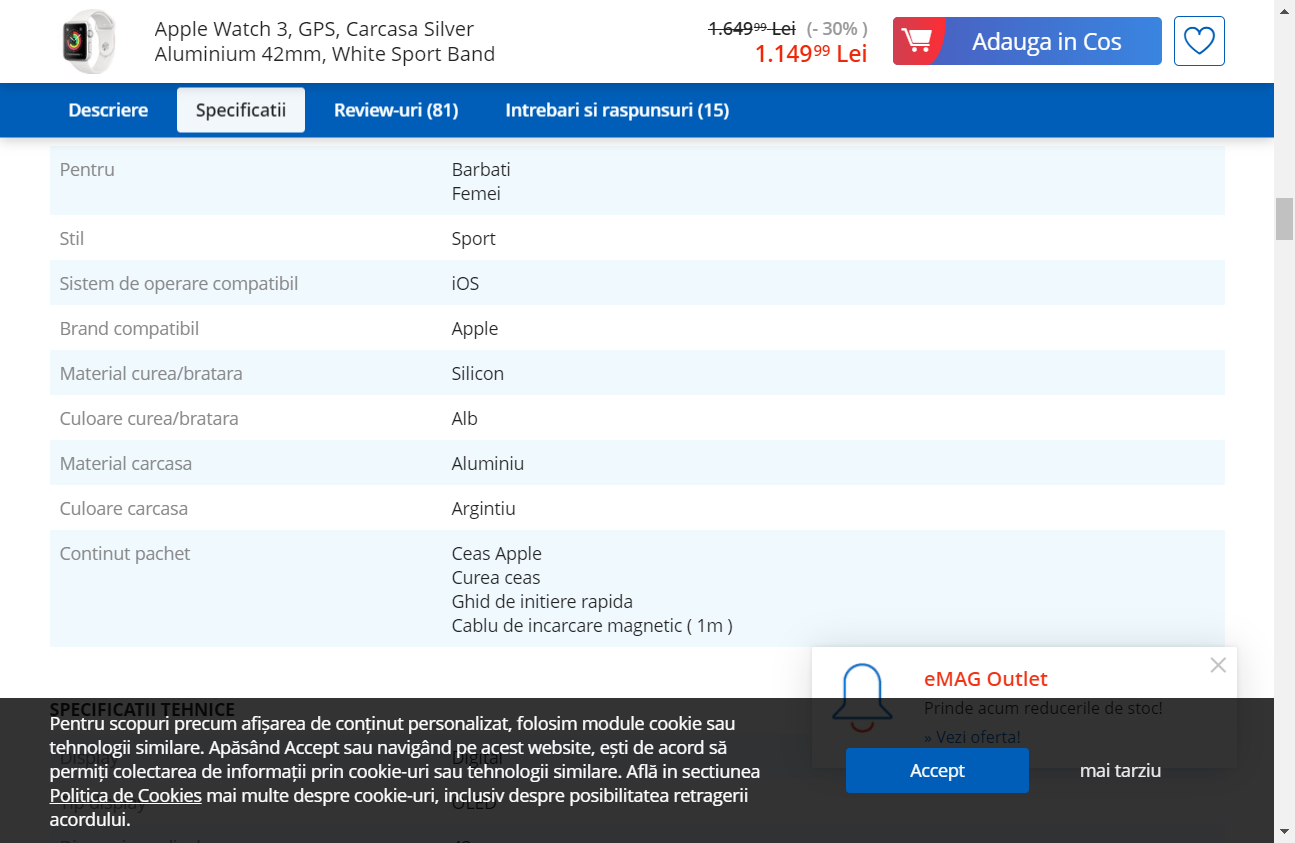 Apple Watch 3, GPS, Carcasa Silver
Aluminium 42mm, White Sport Band
1.649⁹⁹ Lei (- 30% )
1.149⁹⁹ Lei
Adauga in Cos
Descriere
Specificatii
Review-uri (81)
Intrebari si raspunsuri (15)
Pentru
Barbati
Femei
Stil
Sport
Sistem de operare compatibil
iOS
Brand compatibil
Apple
Material curea/bratara
Silicon
Culoare curea/bratara
Alb
Material carcasa
Aluminiu
Culoare carcasa
Argintiu
Continut pachet
Ceas Apple
Curea ceas
Ghid de initiere rapida
Cablu de incarcare magnetic ( 1m )
eMAG Outlet
Prinde acum reducerile de stoc!
» Vezi oferta!
SPECIFICATII TEHNICE
Display
Digital
Tip display
OLED
Pentru scopuri precum afișarea de conținut personalizat, folosim module cookie sau
tehnologii similare. Apăsând Accept sau navigând pe acest website, ești de acord să
permiți colectarea de informații prin cookie-uri sau tehnologii similare. Află in sectiunea
Politica de Cookies mai multe despre cookie-uri, inclusiv despre posibilitatea retragerii
acordului.
Accept
mai tarziu